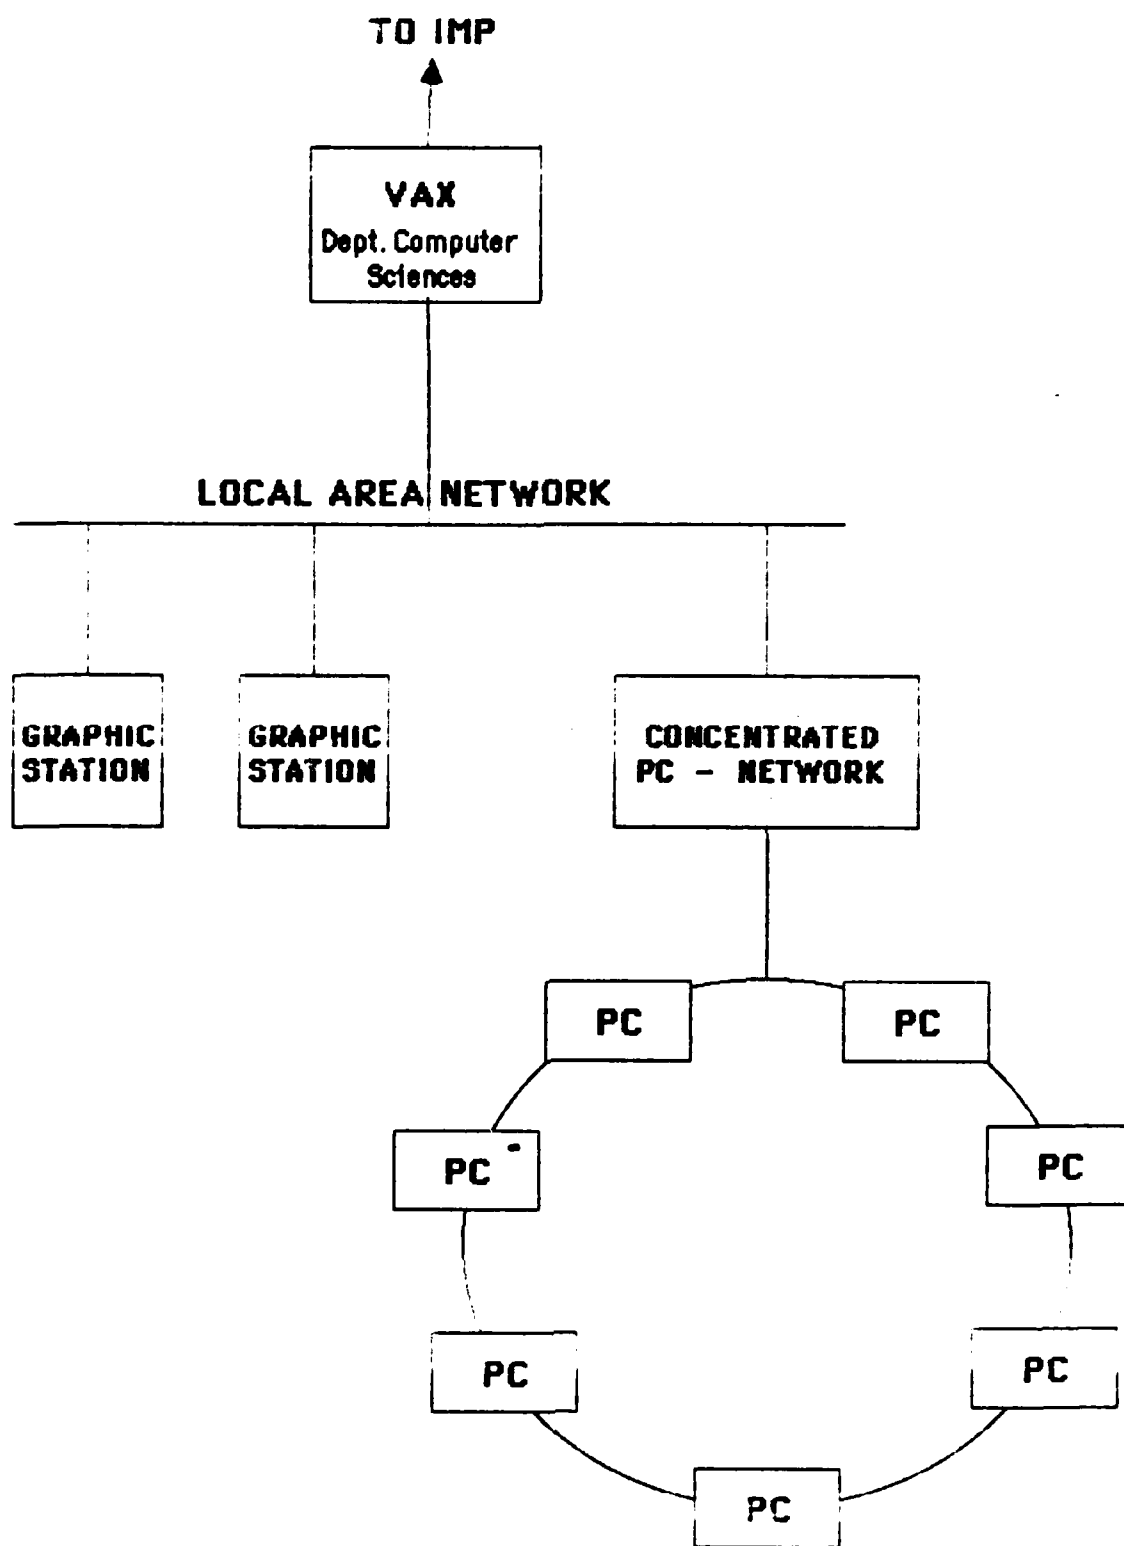 TO IMP
VAX
Dept. Computer
Sciences
LOCAL AREA NETWORK
GRAPHIC
STATION
GRAPHIC
STATION
CONCENTRATED
PC - NETWORK
PC
PC
PC
PC
PC
PC
PC